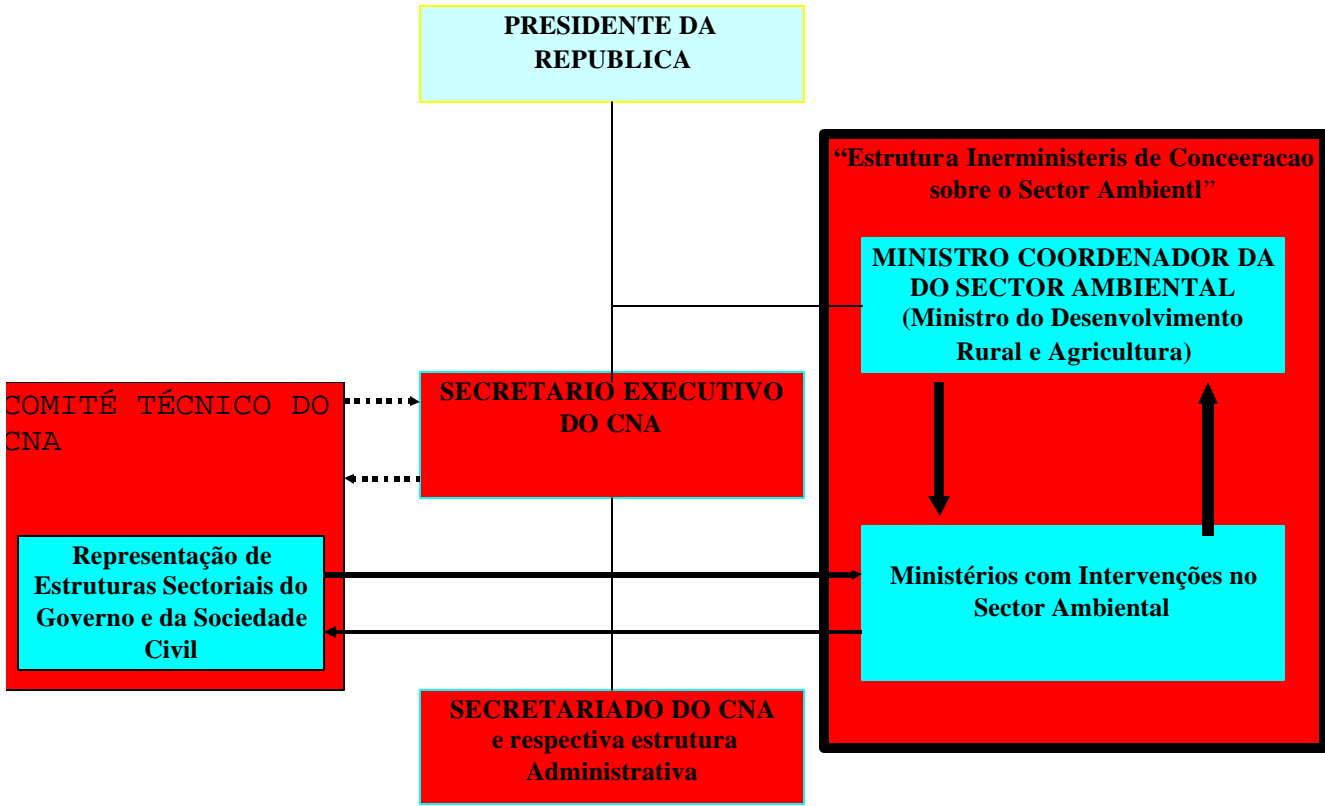 PRESIDENTE DA
REPUBLICA
“Estrutura Inerministeris de Conceeracao
sobre o Sector Ambientl”
MINISTRO COORDENADOR DA
DO SECTOR AMBIENTAL
(Ministro do Desenvolvimento
Rural e Agricultura)
COMITÉ TÉCNICO DO
CNA
SECRETARIO EXECUTIVO
DO CNA
Representação de
Estruturas Sectoriais do
Governo e da Sociedade
Civil
Ministérios com Intervenções no
Sector Ambiental
SECRETARIADO DO CNA
e respectiva estrutura
Administrativa